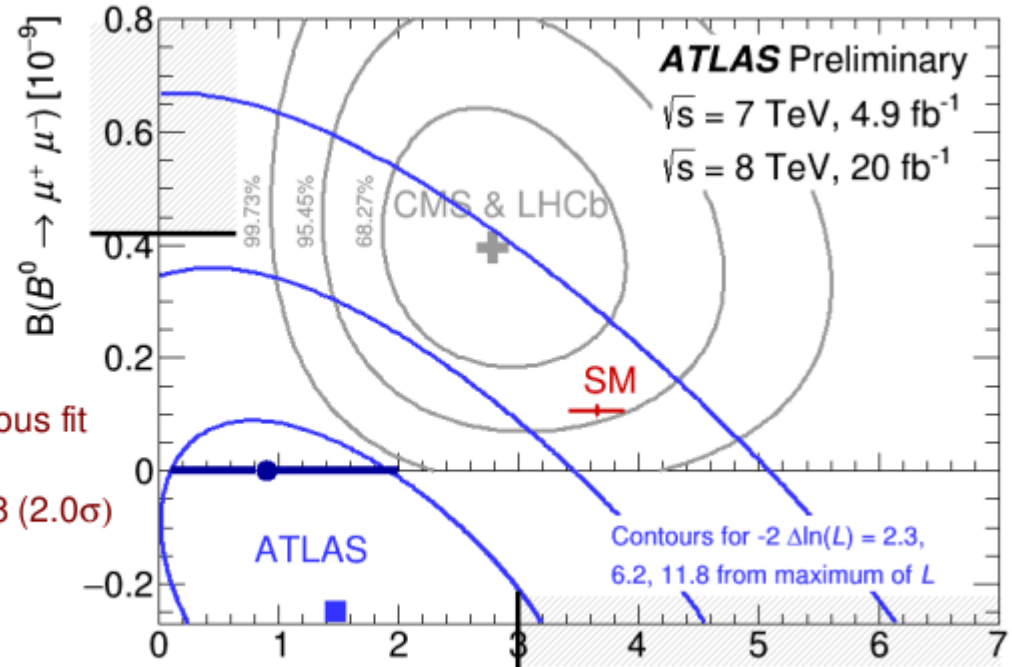 B(B⁰ → μ⁺ μ⁻) [10⁻⁹]
0.8
0.6
0.4
0.2
0
−0.2
0 1 2 3 4 5 6 7
ATLAS Preliminary
√s = 7 TeV, 4.9 fb⁻¹
√s = 8 TeV, 20 fb⁻¹
99.73%
95.45%
68.27%
CMS & LHCb
SM
ous fit
(2.0σ)
ATLAS
Contours for -2 Δln(L) = 2.3,
6.2, 11.8 from maximum of L